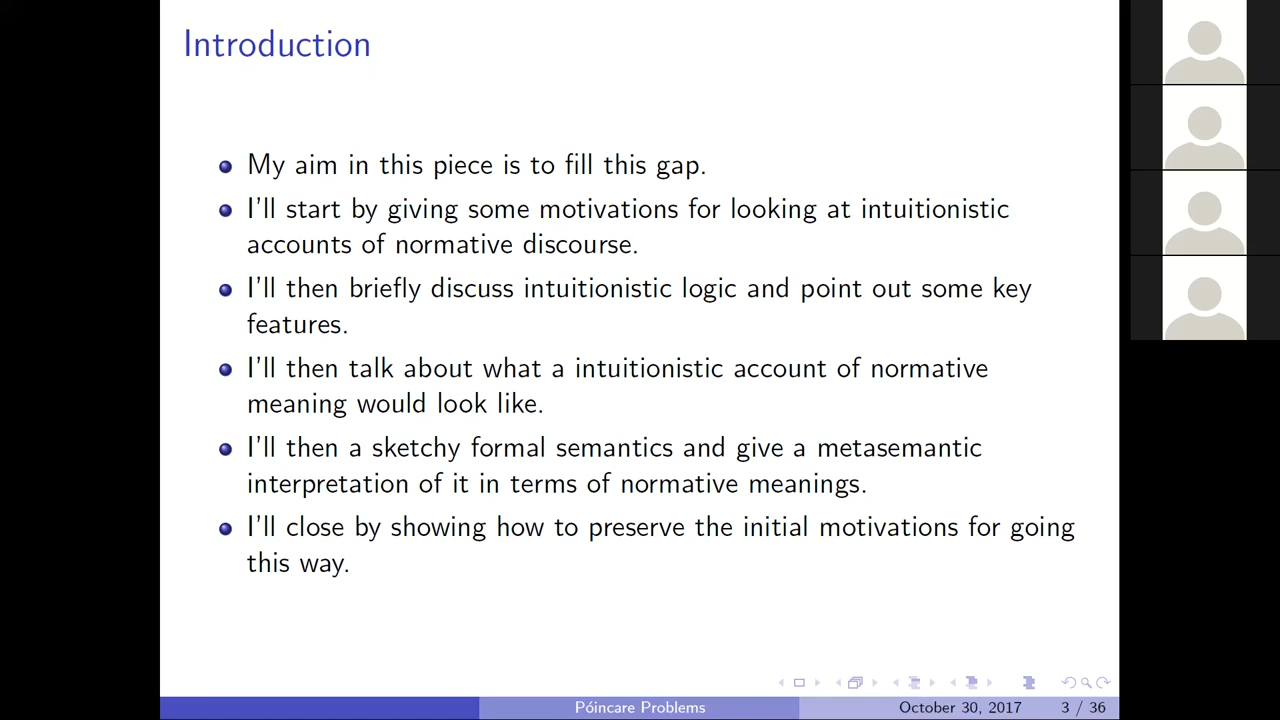 Introduction
My aim in this piece is to fill this gap.
I'll start by giving some motivations for looking at intuitionistic
accounts of normative discourse.
I'll then briefly discuss intuitionistic logic and point out some key
features.
I'll then talk about what a intuitionistic account of normative
meaning would look like.
I'll then a sketchy formal semantics and give a metasemantic
interpretation of it in terms of normative meanings.
I'll close by showing how to preserve the initial motivations for going
this way.
Póincare Problems October 30, 2017 3 / 36